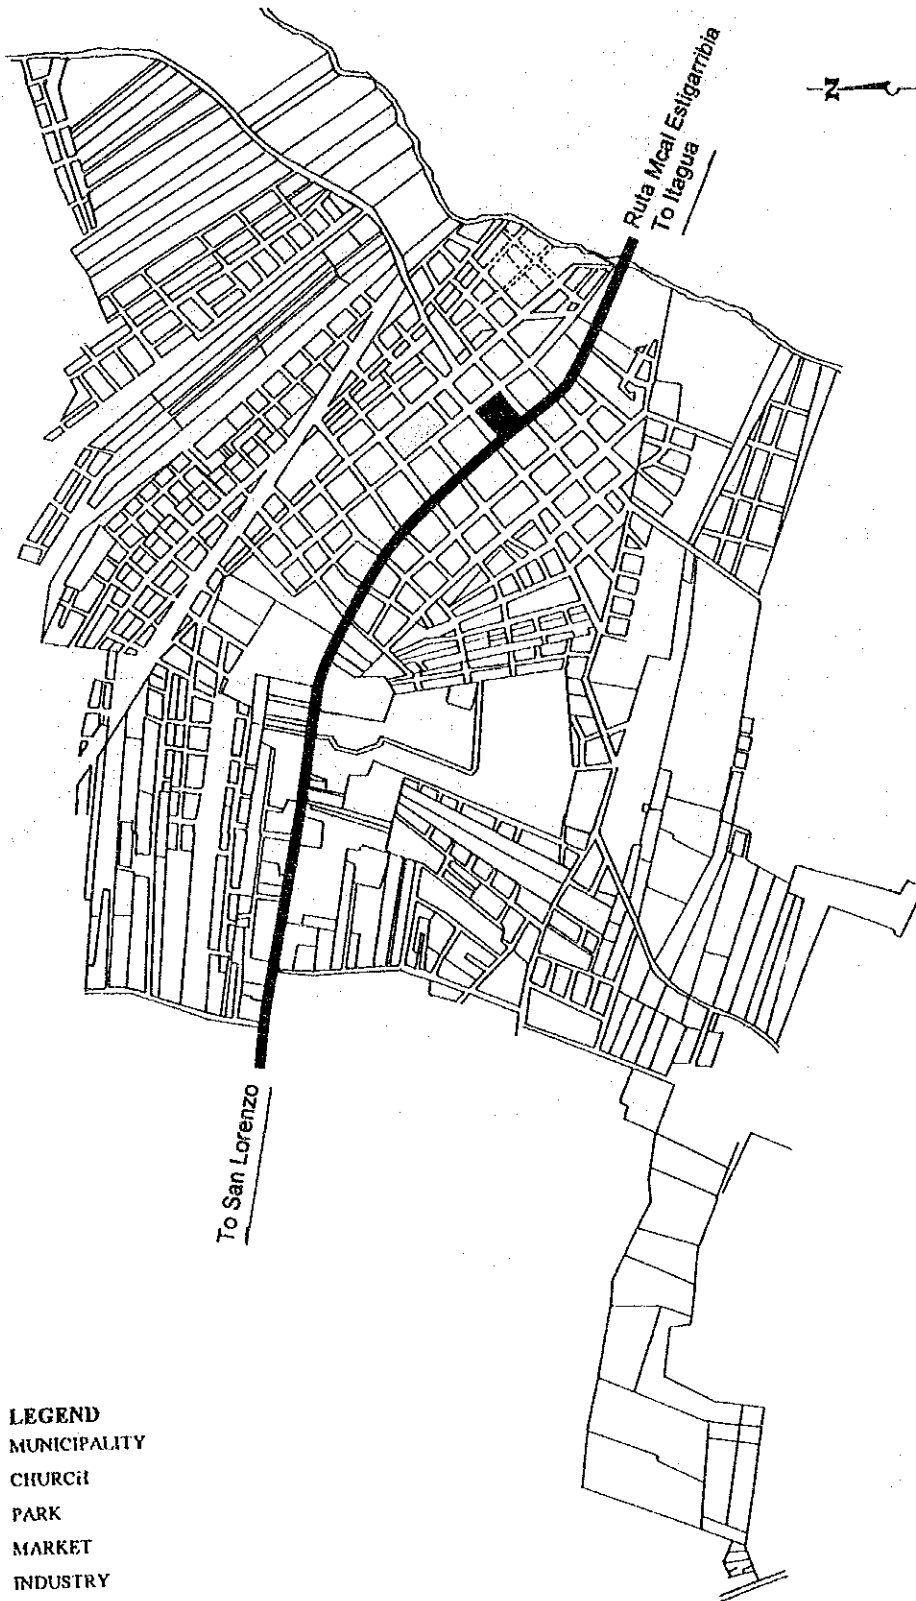 N
Ruta Mcal Estigarribia
To Itagua
To San Lorenzo
LEGEND
MUNICIPALITY
CHURCH
PARK
MARKET
INDUSTRY